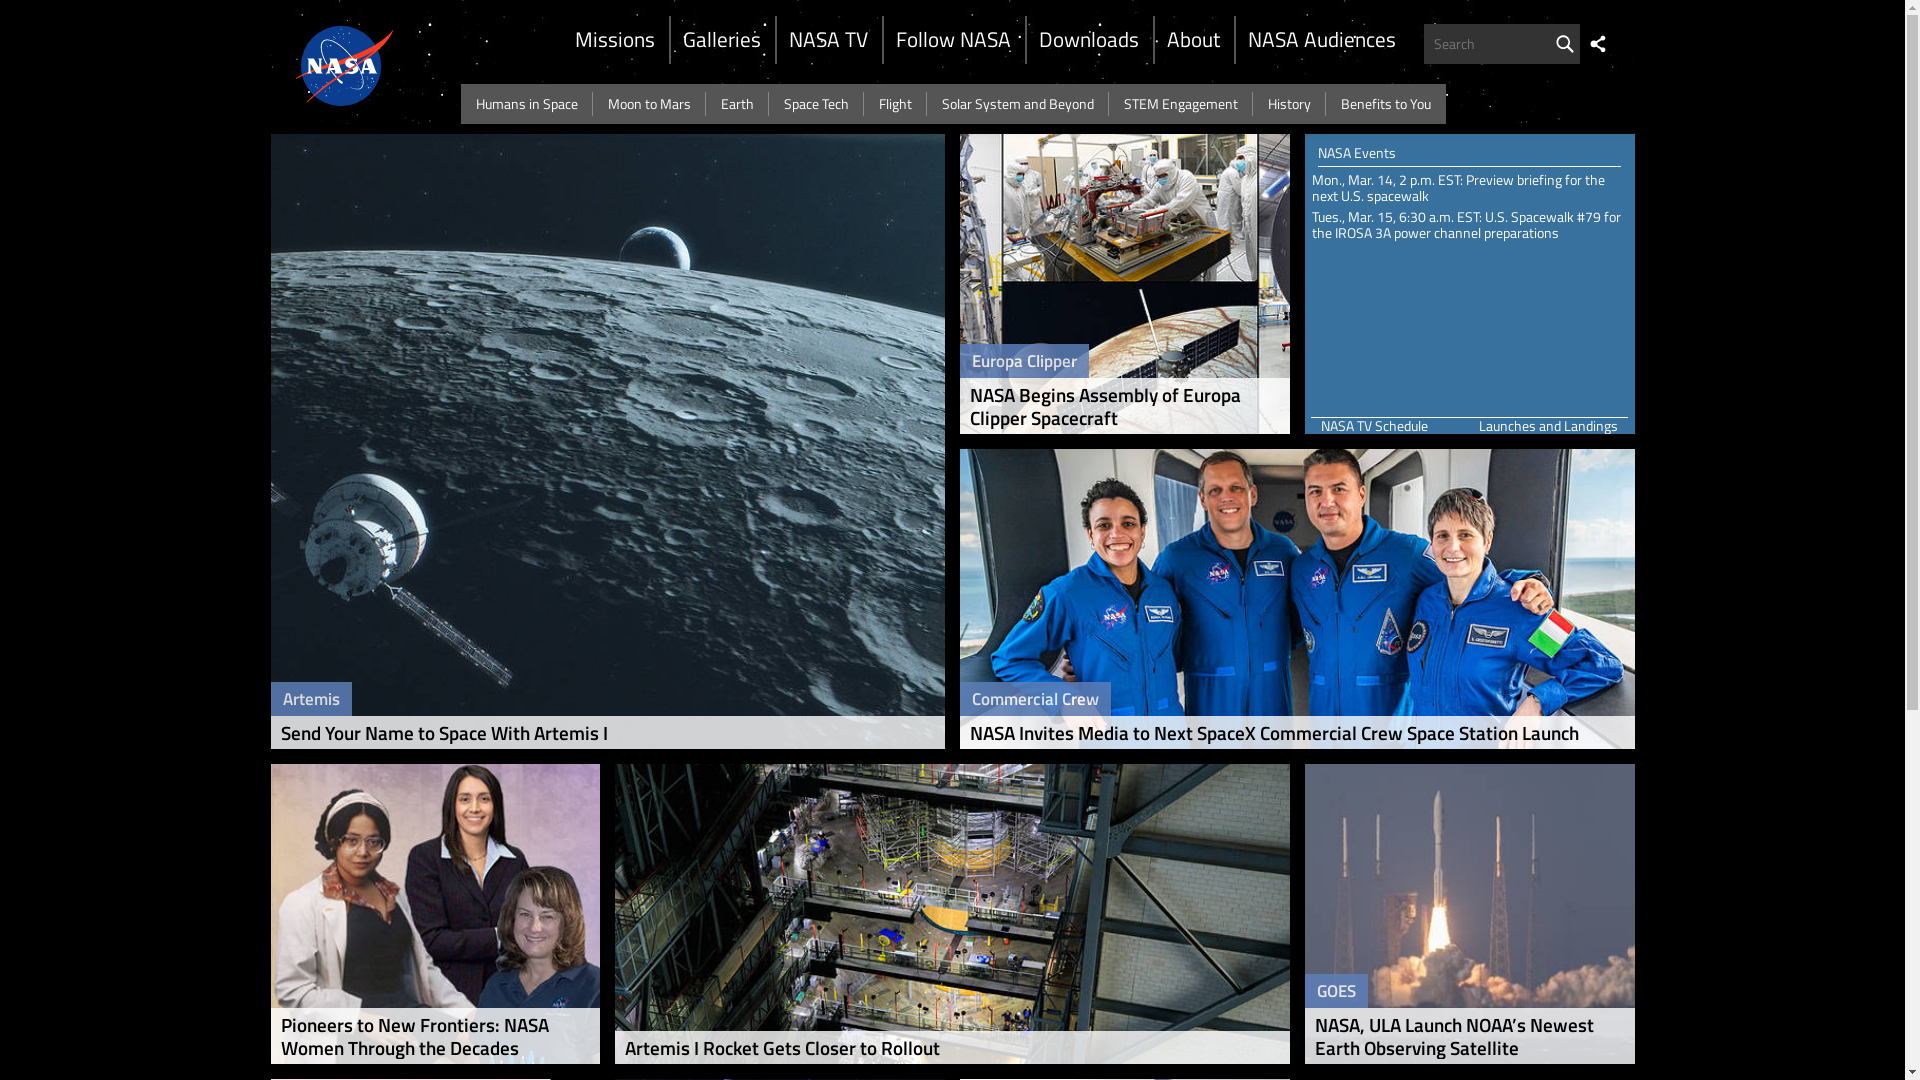 NASA
Missions
Galleries
NASA TV
Follow NASA
Downloads
About
NASA Audiences
Search
Humans in Space
Moon to Mars
Earth
Space Tech
Flight
Solar System and Beyond
STEM Engagement
History
Benefits to You
Artemis
Send Your Name to Space With Artemis I
Europa Clipper
NASA Begins Assembly of Europa
Clipper Spacecraft
NASA Events
Mon., Mar. 14, 2 p.m. EST: Preview briefing for the
next U.S. spacewalk
Tues., Mar. 15, 6:30 a.m. EST: U.S. Spacewalk #79 for
the IROSA 3A power channel preparations
NASA TV Schedule
Launches and Landings
NASA
NASA
NASA
NASA
Commercial Crew
NASA Invites Media to Next SpaceX Commercial Crew Space Station Launch
Pioneers to New Frontiers: NASA
Women Through the Decades
Artemis I Rocket Gets Closer to Rollout
GOES
NASA, ULA Launch NOAA’s Newest
Earth Observing Satellite